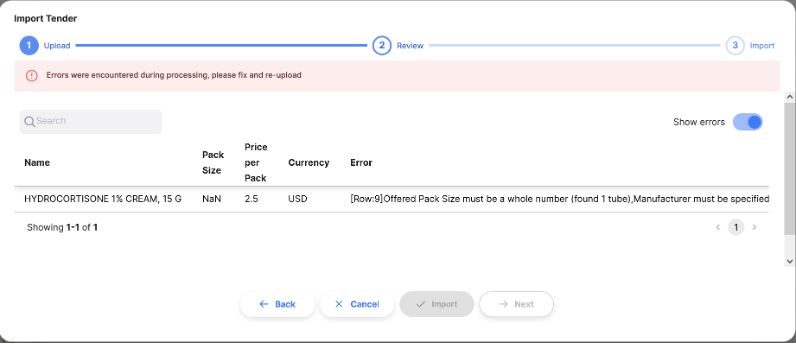 Import Tender
1 Upload 2 Review 3 Import
Errors were encountered during processing, please fix and re-upload
Search
Show errors
Name Pack Size Price per Pack Currency Error
HYDROCORTISONE 1% CREAM, 15 G NaN 2.5 USD [Row:9]Offered Pack Size must be a whole number (found 1 tube),Manufacturer must be specified
Showing 1-1 of 1
1
Back Cancel Import Next